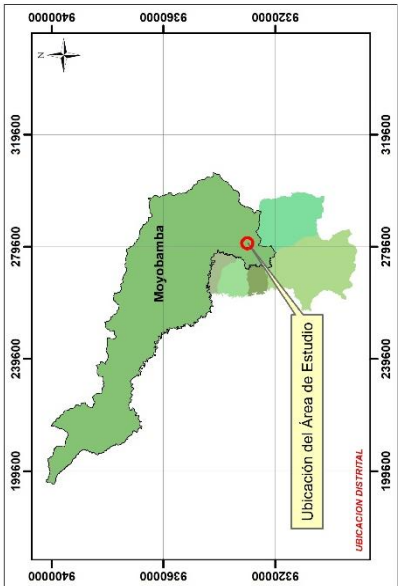 199600 239600 279600 319600
9400000 9400000
N
Moyobamba
9360000 9360000
9320000 9320000
Ubicación del Área de Estudio
UBICACION DISTRITAL
199600 239600 279600 319600